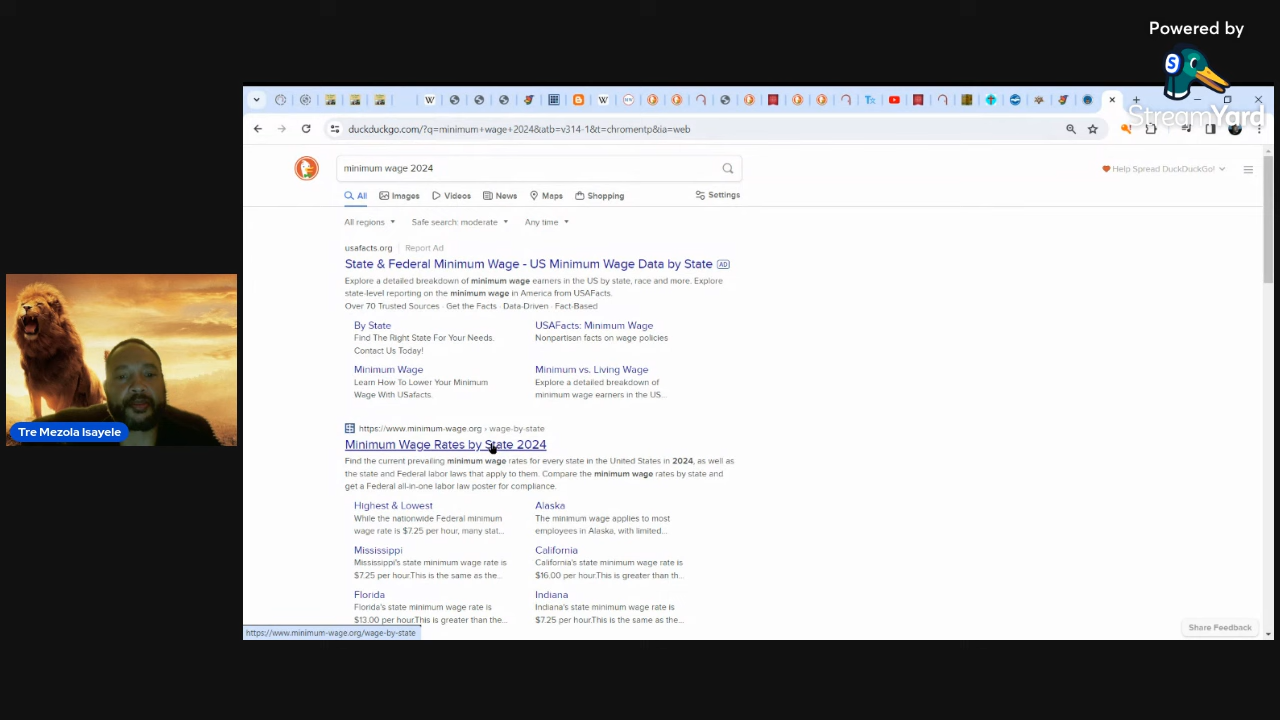 Powered by
StreamYard
duckduckgo.com/?q=minimum+wage+2024&atb=v314-1&t=chromentp&ia=web
minimum wage 2024
Help Spread DuckDuckGo!
All Images Videos News Maps Shopping Settings
All regions Safe search: moderate Any time
usafacts.org Report Ad
State & Federal Minimum Wage - US Minimum Wage Data by State AD
Explore a detailed breakdown of minimum wage earners in the US by state, race and more. Explore
state-level reporting on the minimum wage in America from USAFacts.
Over 70 Trusted Sources · Get the Facts · Data-Driven · Fact-Based
By State
Find The Right State For Your Needs.
Contact Us Today!
USAFacts: Minimum Wage
Nonpartisan facts on wage policies
Minimum Wage
Learn How To Lower Your Minimum
Wage With USAfacts.
Minimum vs. Living Wage
Explore a detailed breakdown of
minimum wage earners in the US...
Tre Mezola Isayele
https://www.minimum-wage.org › wage-by-state
Minimum Wage Rates by State 2024
Find the current prevailing minimum wage rates for every state in the United States in 2024, as well as
the state and Federal labor laws that apply to them. Compare the minimum wage rates by state and
get a Federal all-in-one labor law poster for compliance.
Highest & Lowest
While the nationwide Federal minimum
wage rate is $7.25 per hour, many stat...
Alaska
The minimum wage applies to most
employees in Alaska, with limited...
Mississippi
Mississippi's state minimum wage rate is
$7.25 per hour.This is the same as the...
California
California's state minimum wage rate is
$16.00 per hour.This is greater than th...
Florida
Florida's state minimum wage rate is
$13.00 per hour.This is greater than the...
Indiana
Indiana's state minimum wage rate is
$7.25 per hour.This is the same as the...
https://www.minimum-wage.org/wage-by-state
Share Feedback